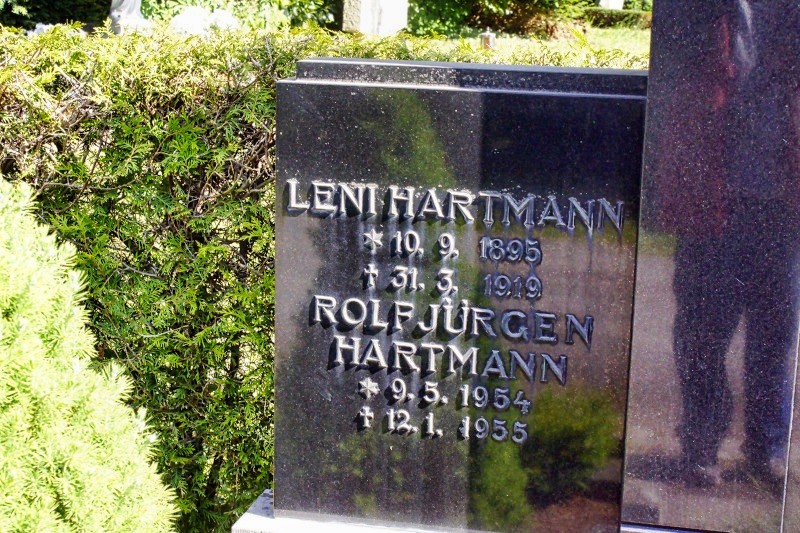 LENI HARTMANN
* 10. 9. 1895
† 31. 3. 1919
ROLF JÜRGEN
HARTMANN
* 9. 5. 1954
† 12. 1. 1955